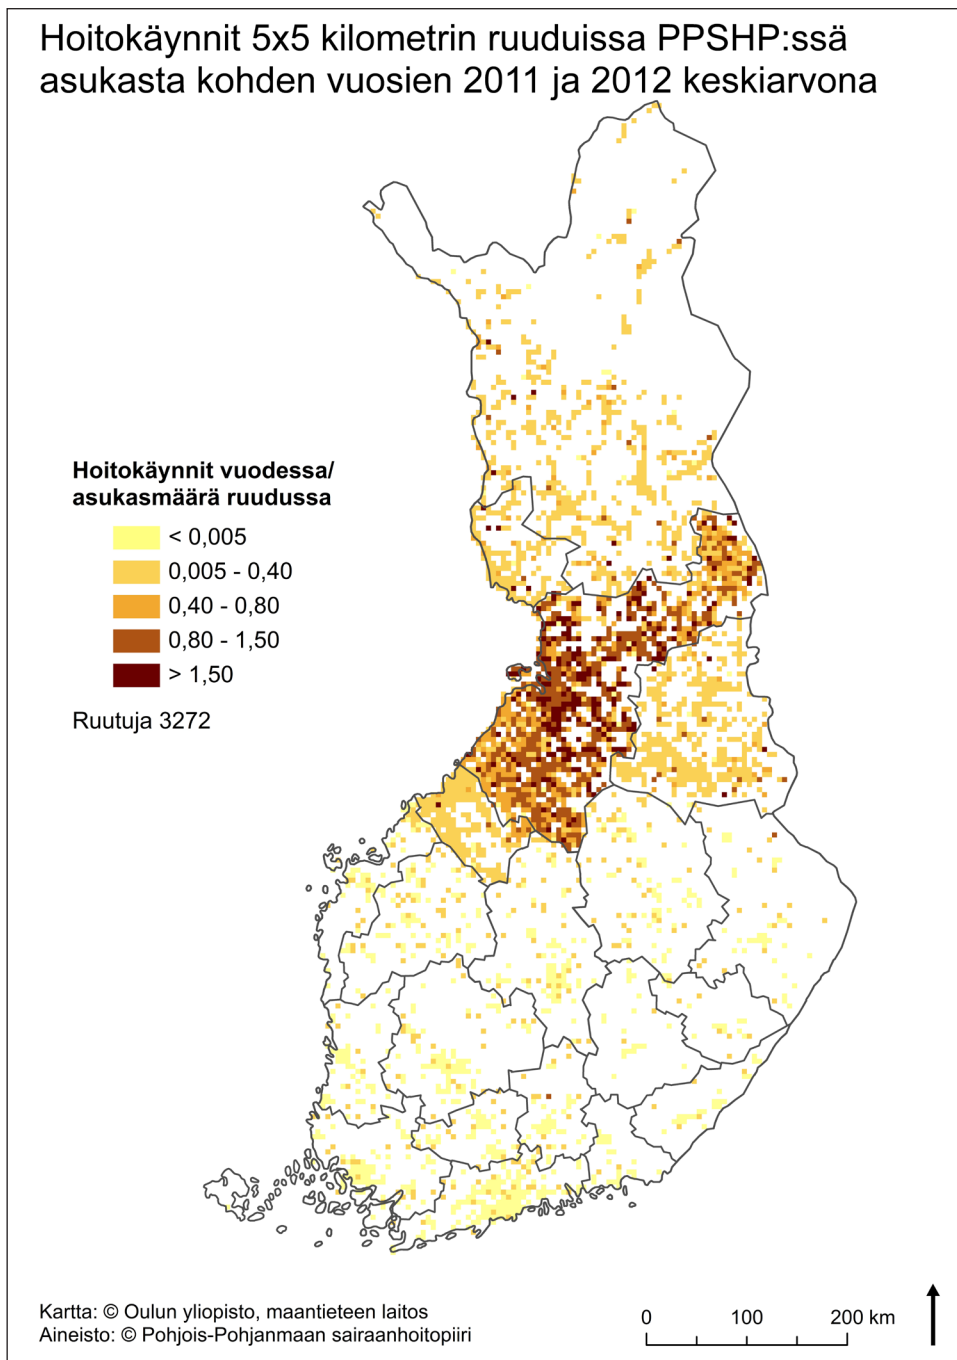 Hoitokäynnit 5x5 kilometrin ruuduissa PPSHP:ssä
asukasta kohden vuosien 2011 ja 2012 keskiarvona
Hoitokäynnit vuodessa/
asukasmäärä ruudussa
< 0,005
0,005 - 0,40
0,40 - 0,80
0,80 - 1,50
> 1,50
Ruutuja 3272
Kartta: © Oulun yliopisto, maantieteen laitos
Aineisto: © Pohjois-Pohjanmaan sairaanhoitopiiri
0 100 200 km